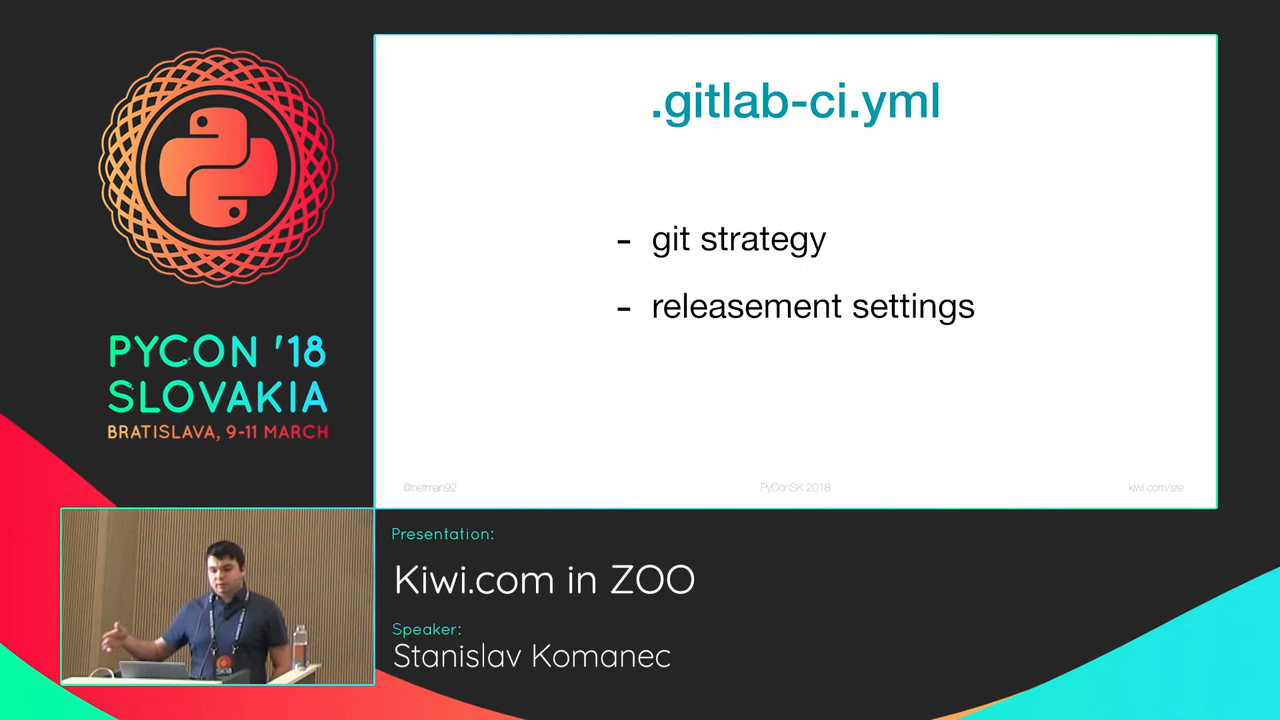 .gitlab-ci.yml
- git strategy
- releasement settings
@netman92
PyConSK 2018
kiwi.com/sre
PYCON '18
SLOVAKIA
BRATISLAVA, 9-11 MARCH
Presentation:
Kiwi.com in ZOO
Speaker:
Stanislav Komanec